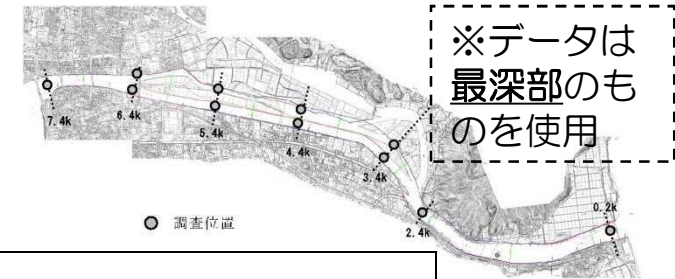 ※データは
最深部のも
のを使用
7.4k
6.4k
5.4k
4.4k
3.4k
2.4k
0.2k
調査位置